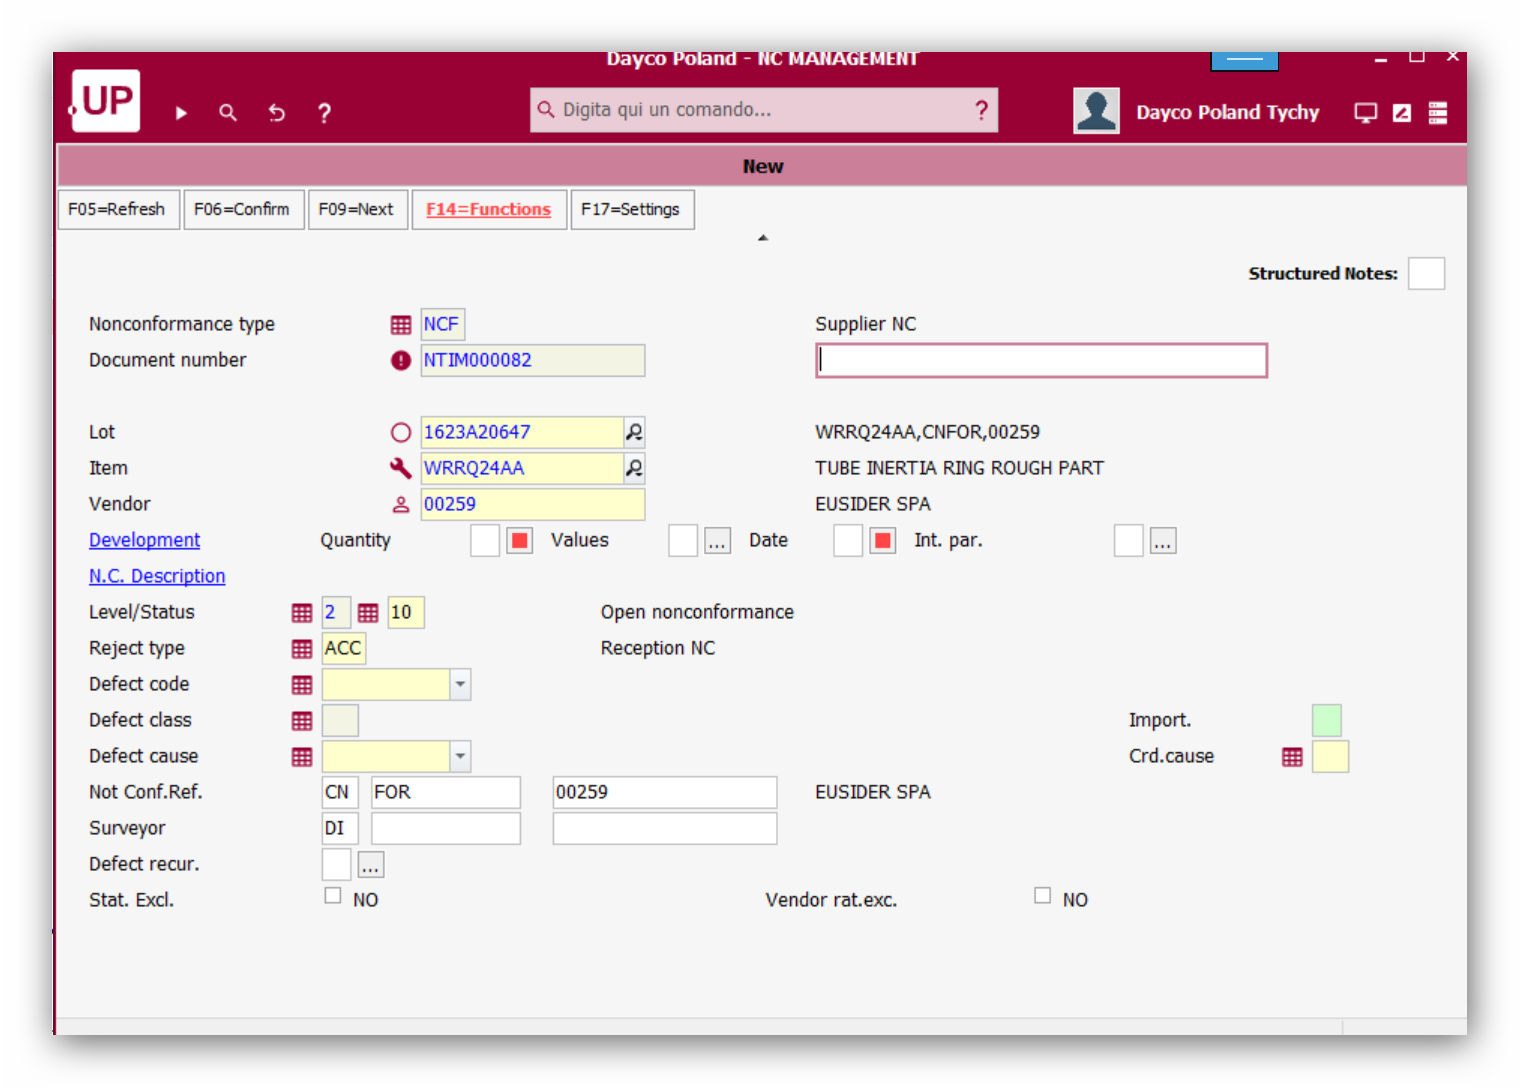 Dayco Poland - NC MANAGEMENT
.UP
?
Digita qui un comando...
?
Dayco Poland Tychy
New
F05=Refresh F06=Confirm F09=Next F14=Functions F17=Settings
Structured Notes:
Nonconformance type NCF Supplier NC
Document number NTIM000082
Lot 1623A20647 WRRQ24AA,CNFOR,00259
Item WRRQ24AA TUBE INERTIA RING ROUGH PART
Vendor 00259 EUSIDER SPA
Development Quantity Values ... Date Int. par. ...
N.C. Description
Level/Status 2 10 Open nonconformance
Reject type ACC Reception NC
Defect code
Defect class Import.
Defect cause Crd.cause
Not Conf.Ref. CN FOR 00259 EUSIDER SPA
Surveyor DI
Defect recur. ...
Stat. Excl. NO Vendor rat.exc. NO